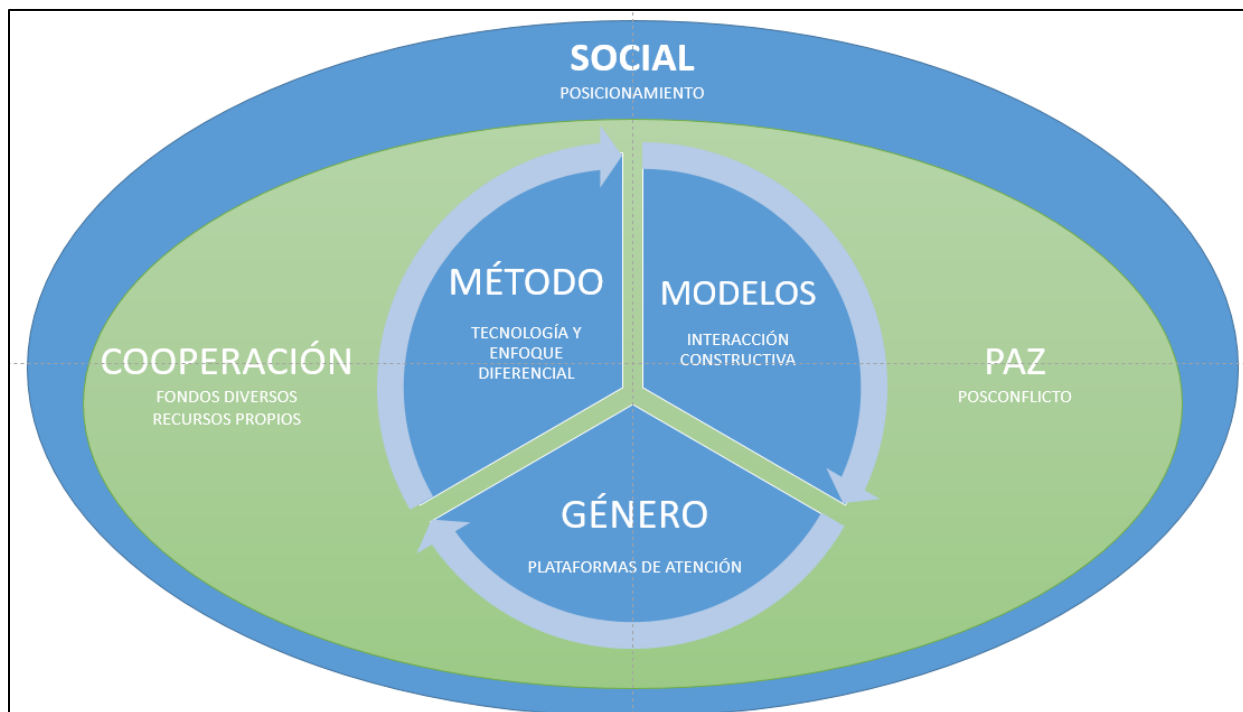 SOCIAL
POSICIONAMIENTO
MÉTODO
TECNOLOGÍA Y
ENFOQUE
DIFERENCIAL
MODELOS
INTERACCIÓN
CONSTRUCTIVA
COOPERACIÓN
FONDOS DIVERSOS
RECURSOS PROPIOS
PAZ
POSCONFLICTO
GÉNERO
PLATAFORMAS DE ATENCIÓN